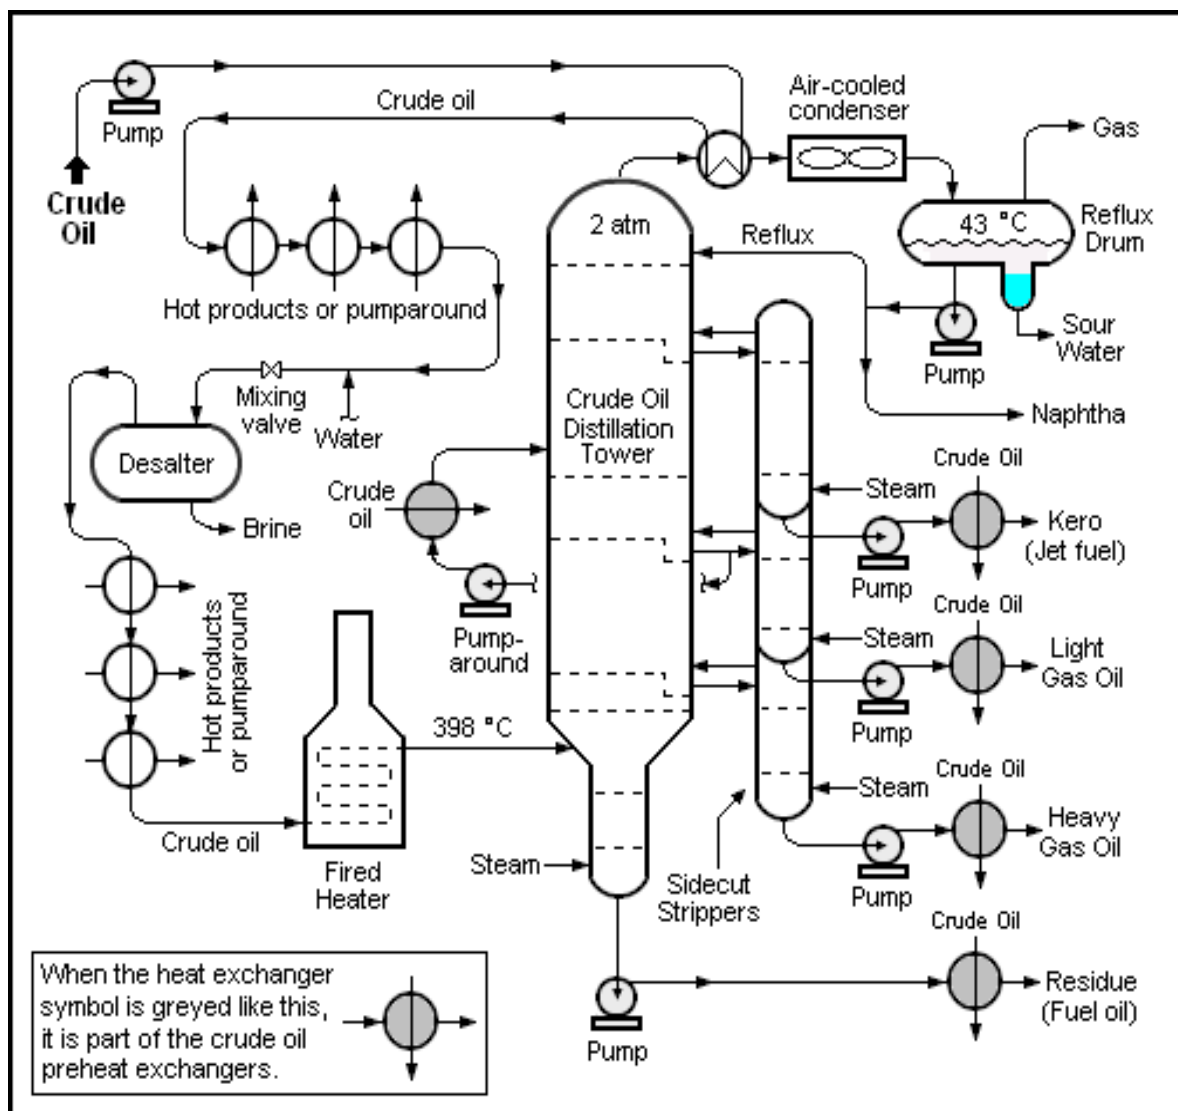 Pump
Crude oil
Air-cooled
condenser
Gas
Crude
Oil
2 atm
Reflux
43 °C
Reflux
Drum
Hot products or pumparound
Sour
Water
Pump
Mixing
valve
Water
Naphtha
Desalter
Brine
Crude Oil
Distillation
Tower
Crude
oil
Crude Oil
Steam
Kero
(Jet fuel)
Pump
Hot products
or pumparound
Pump-
around
Crude Oil
Steam
Light
Gas Oil
Pump
398 °C
Crude Oil
Steam
Heavy
Gas Oil
Pump
Crude oil
Fired
Heater
Steam
Sidecut
Strippers
Crude Oil
Residue
(Fuel oil)
Pump
When the heat exchanger
symbol is greyed like this,
it is part of the crude oil
preheat exchangers.